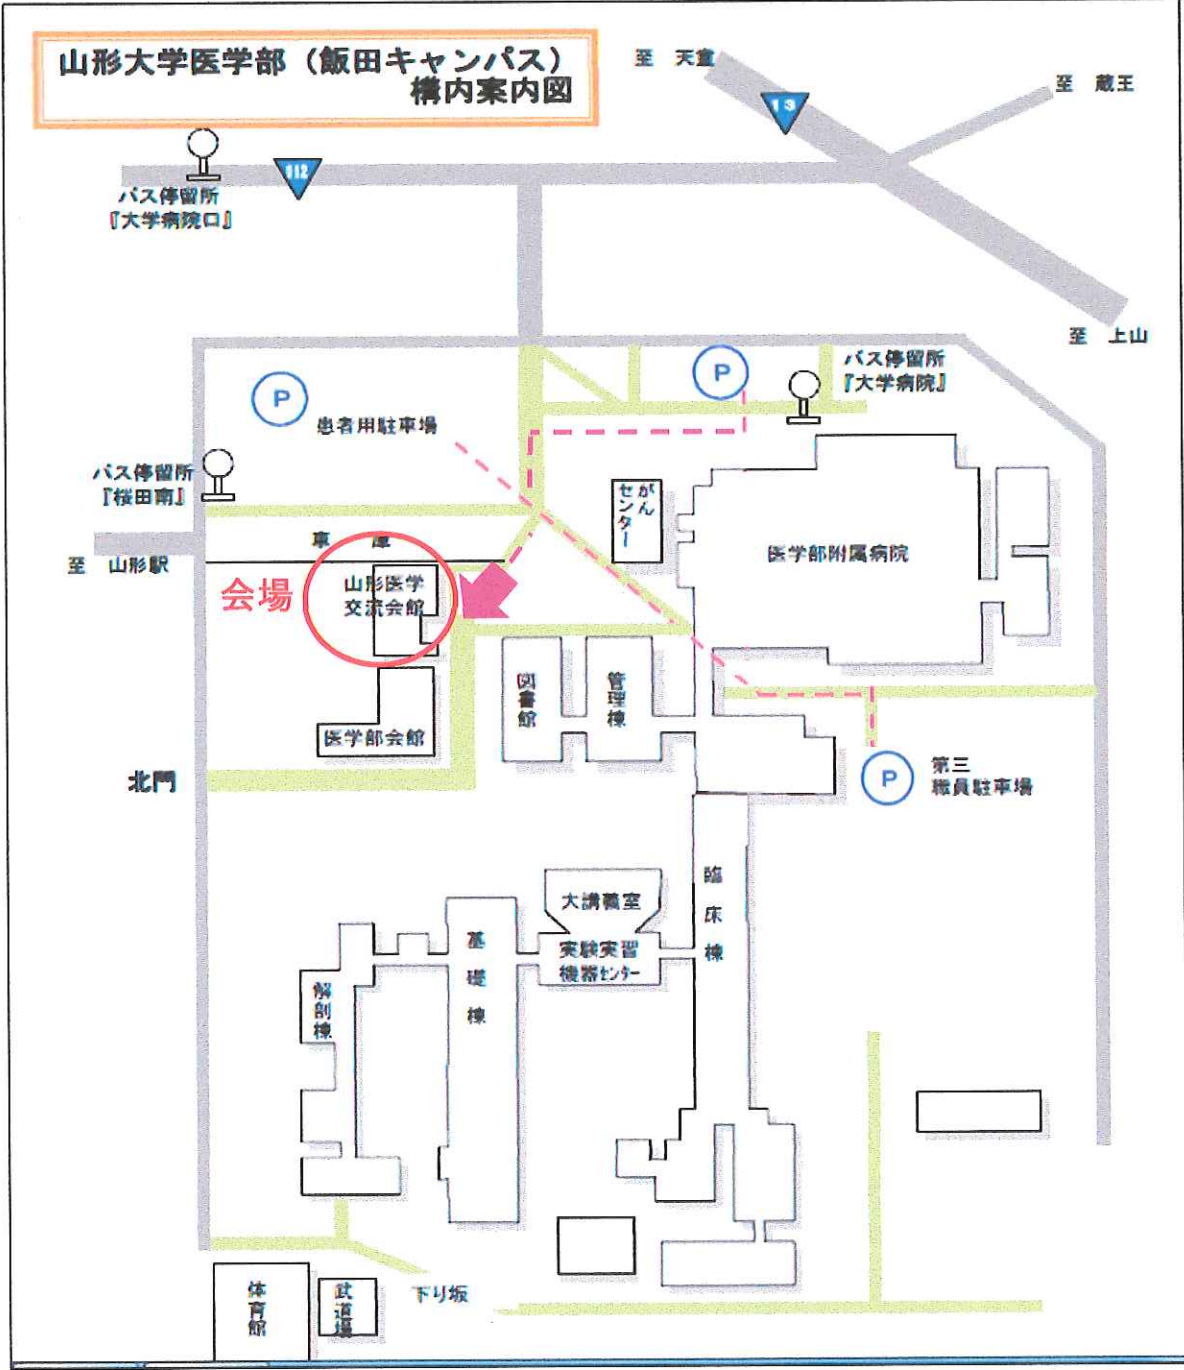 山形大学医学部(飯田キャンパス)
構内案内図
至 天童
13
至 蔵王
112
バス停留所
『大学病院口』
至 上山
P
患者用駐車場
P
バス停留所
『大学病院』
バス停留所
『桜田南』
至 山形駅
車 庫
会場
山形医学
交流会館
がん
センター
医学部附属病院
図書館
管理棟
医学部会館
北門
P
第三
職員駐車場
臨床棟
大講義室
実験実習
機器センター
基礎棟
解剖棟
体育館
武道場
下り坂